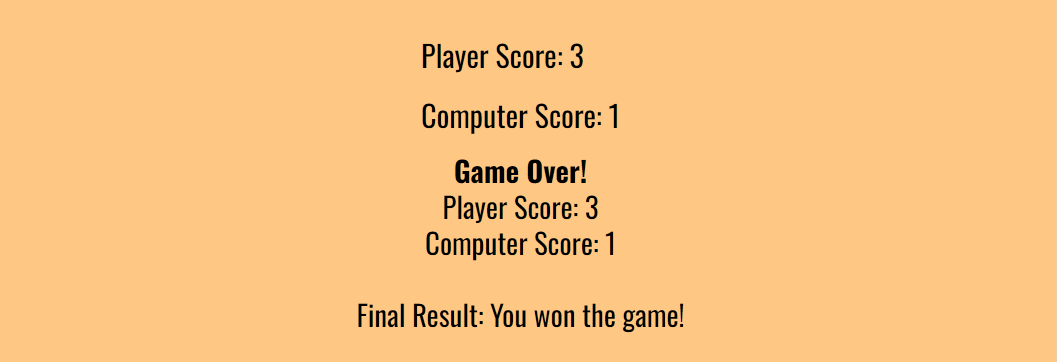 Player Score: 3
Computer Score: 1
Game Over!
Player Score: 3
Computer Score: 1
Final Result: You won the game!